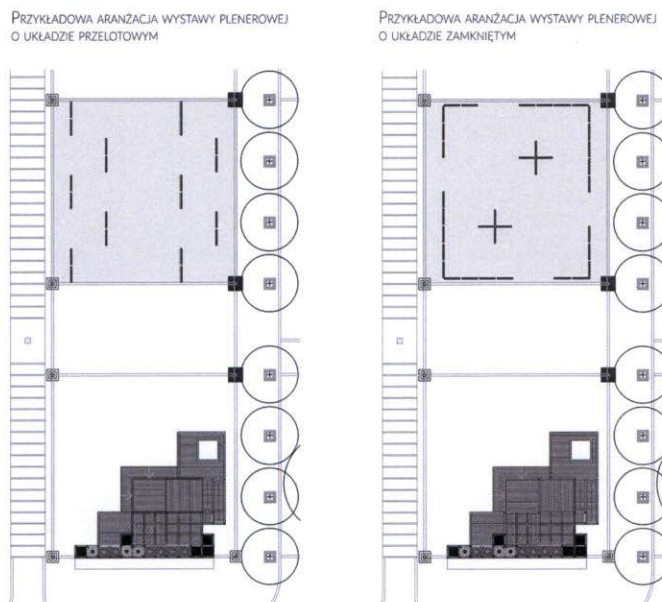 PRZYKŁADOWA ARANŻACJA WYSTAWY PLENEROWEJ
O UKŁADZIE PRZELOTOWYM
PRZYKŁADOWA ARANŻACJA WYSTAWY PLENEROWEJ
O UKŁADZIE ZAMKNIĘTYM